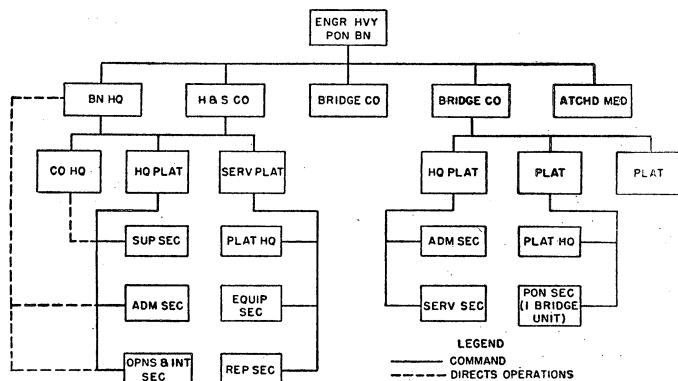 ENGR HVY
PON BN
BN HQ
H & S CO
BRIDGE CO
BRIDGE CO
ATCHD MED
CO HQ
HQ PLAT
SERV PLAT
HQ PLAT
PLAT
PLAT
SUP SEC
PLAT HQ
ADM SEC
PLAT HQ
ADM SEC
EQUIP
SEC
SERV SEC
PON SEC
(I BRIDGE
UNIT)
OPNS & INT
SEC
REP SEC
LEGEND
COMMAND
DIRECTS OPERATIONS